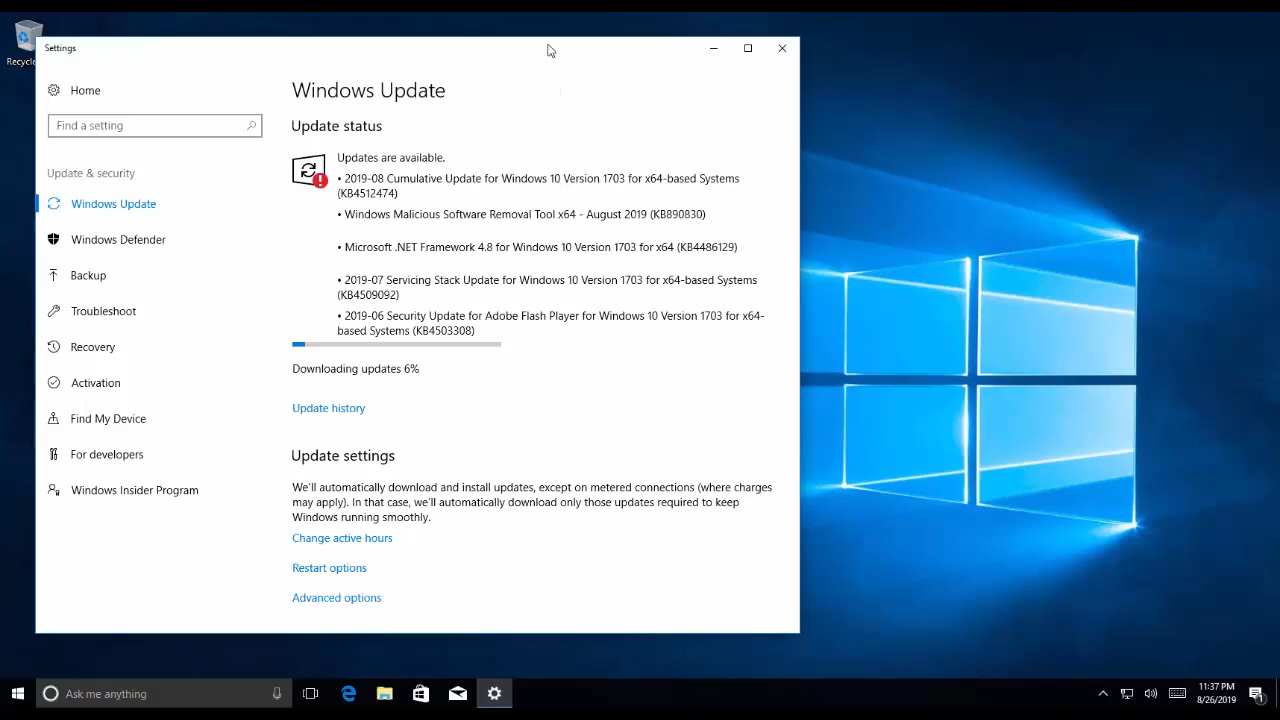 Recycle
Settings
Home
Find a setting
Update & security
Windows Update
Windows Defender
Backup
Troubleshoot
Recovery
Activation
Find My Device
For developers
Windows Insider Program
Windows Update
Update status
Updates are available.
• 2019-08 Cumulative Update for Windows 10 Version 1703 for x64-based Systems
(KB4512474)
• Windows Malicious Software Removal Tool x64 - August 2019 (KB890830)
• Microsoft .NET Framework 4.8 for Windows 10 Version 1703 for x64 (KB4486129)
• 2019-07 Servicing Stack Update for Windows 10 Version 1703 for x64-based Systems
(KB4509092)
• 2019-06 Security Update for Adobe Flash Player for Windows 10 Version 1703 for x64-
based Systems (KB4503308)
Downloading updates 6%
Update history
Update settings
We'll automatically download and install updates, except on metered connections (where charges
may apply). In that case, we'll automatically download only those updates required to keep
Windows running smoothly.
Change active hours
Restart options
Advanced options
Ask me anything
11:37 PM
8/26/2019
1